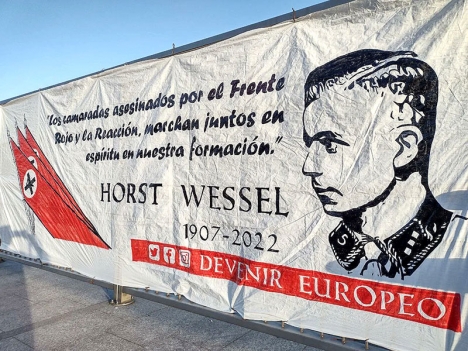 "Los camaradas asesinados por el Frente
Rojo y la Reacción, marchan juntos en
espíritu en nuestra formación."
HORST WESSEL
1907-2022
DEVENIR EUROPEO